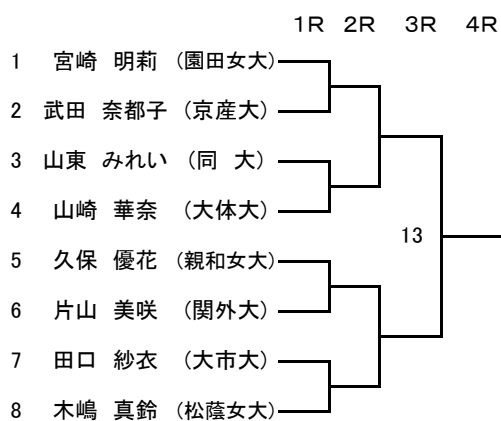 1R 2R 3R 4R
1 宮崎 明莉 (園田女大)
2 武田 奈都子 (京産大)
3 山東 みれい (同 大)
4 山崎 華奈 (大体大)
13
5 久保 優花 (親和女大)
6 片山 美咲 (関外大)
7 田口 紗衣 (大市大)
8 木嶋 真鈴 (松蔭女大)